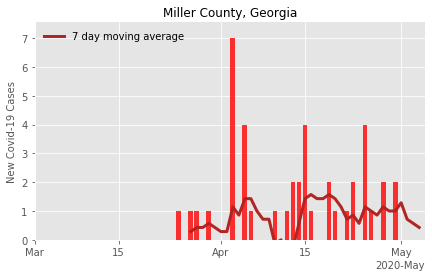 Miller County, Georgia
7 day moving average
New Covid-19 Cases
7
6
5
4
3
2
1
0
Mar 15 Apr 15 May
2020-May